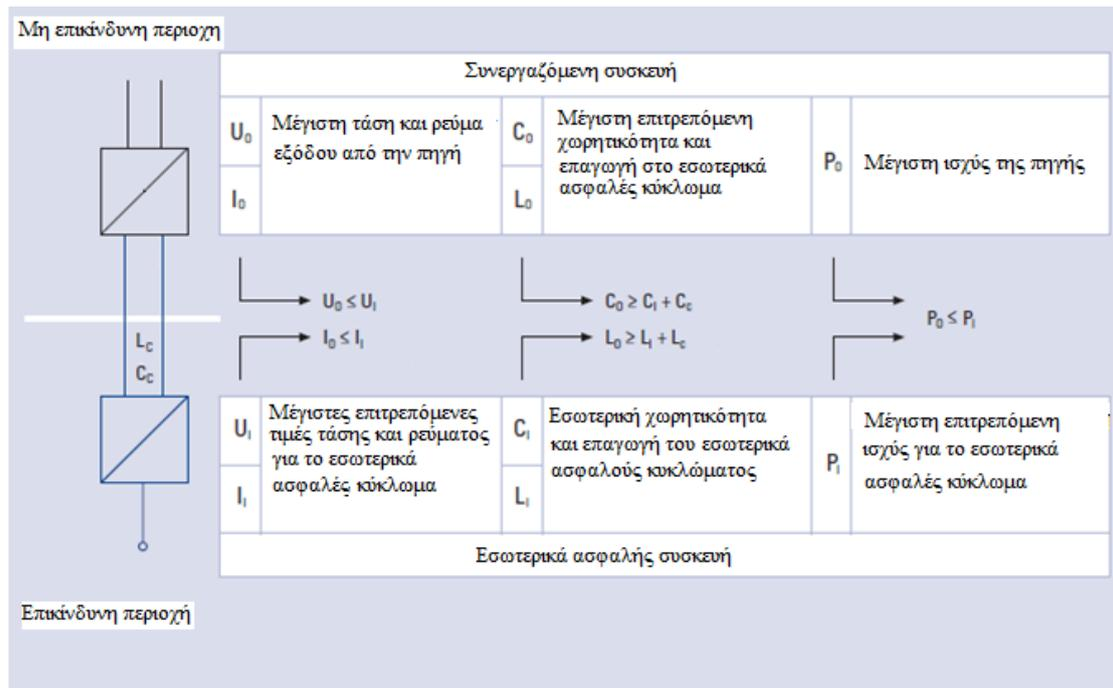 Μη επικίνδυνη περιοχη
Συνεργαζόμενη συσκευή
U₀
I₀
Μέγιστη τάση και ρεύμα
εξόδου από την πηγή
C₀
L₀
Μέγιστη επιτρεπόμενη
χωρητικότητα και
επαγωγή στο εσωτερικά
ασφαλές κύκλωμα
P₀
Μέγιστη ισχύς της πηγής
U₀ ≤ Uᵢ
I₀ ≤ Iᵢ
C₀ ≥ Cᵢ + C꜀
L₀ ≥ Lᵢ + L꜀
P₀ ≤ Pᵢ
L꜀
C꜀
Uᵢ
Iᵢ
Μέγιστες επιτρεπόμενες
τιμές τάσης και ρεύματος
για το εσωτερικά
ασφαλές κύκλωμα
Cᵢ
Lᵢ
Εσωτερική χωρητικότητα
και επαγωγή του εσωτερικά
ασφαλούς κυκλώματος
Pᵢ
Μέγιστη επιτρεπόμενη
ισχύς για το εσωτερικά
ασφαλές κύκλωμα
Εσωτερικά ασφαλής συσκευή
Επικίνδυνη περιοχή